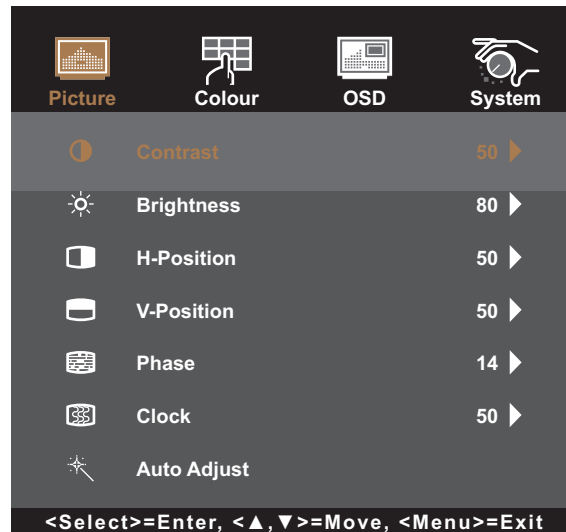 Picture Colour OSD System
Contrast 50
Brightness 80
H-Position 50
V-Position 50
Phase 14
Clock 50
Auto Adjust
<Select>=Enter, <▲,▼>=Move, <Menu>=Exit